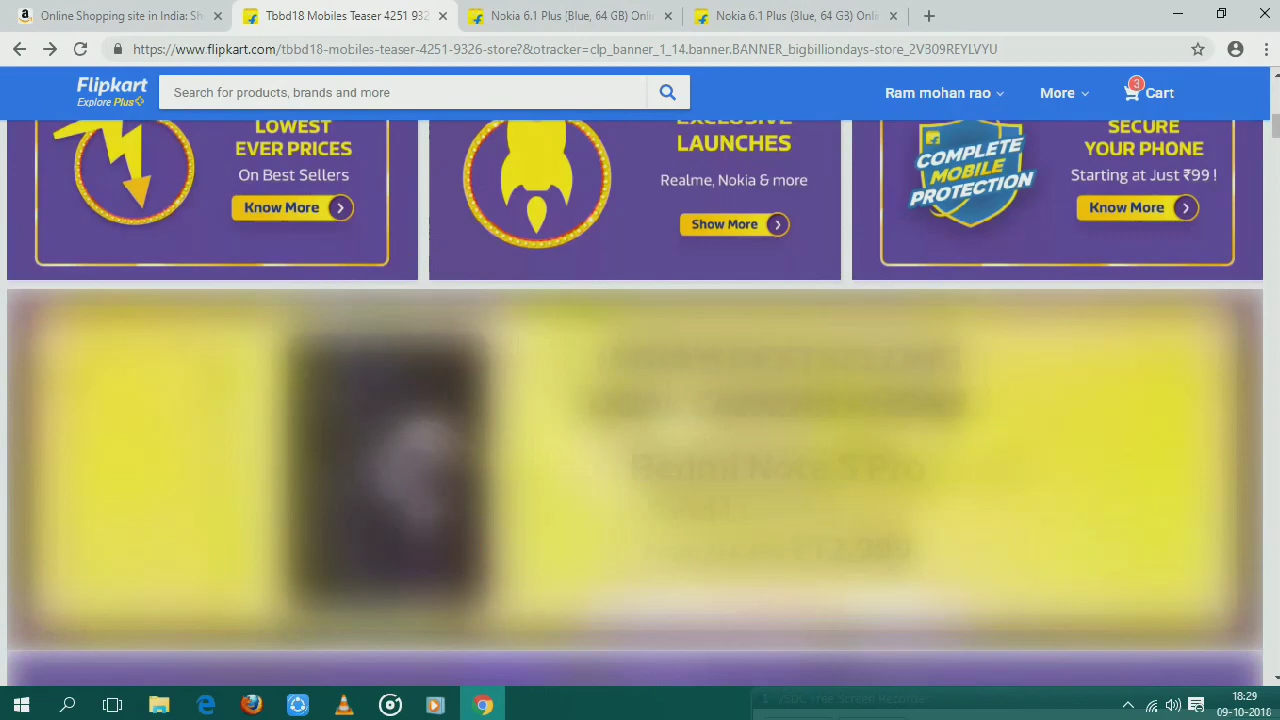 Online Shopping site in India: Sh
Tbbd18 Mobiles Teaser 4251 932
Nokia 6.1 Plus (Blue, 64 GB) Onli
Nokia 6.1 Plus (Blue, 64 GB) Onli
https://www.flipkart.com/tbbd18-mobiles-teaser-4251-9326-store?&otracker=clp_banner_1_14.banner.BANNER_bigbilliondays-store_2V309REYLVYU
Flipkart
Explore Plus
Search for products, brands and more
Ram mohan rao
More
3
Cart
LOWEST
EVER PRICES
On Best Sellers
Know More
EXCLUSIVE
LAUNCHES
Realme, Nokia & more
Show More
COMPLETE
MOBILE
PROTECTION
SECURE
YOUR PHONE
Starting at Just ₹99 !
Know More
Redmi Note 5 Pro
18:29
09-10-2018